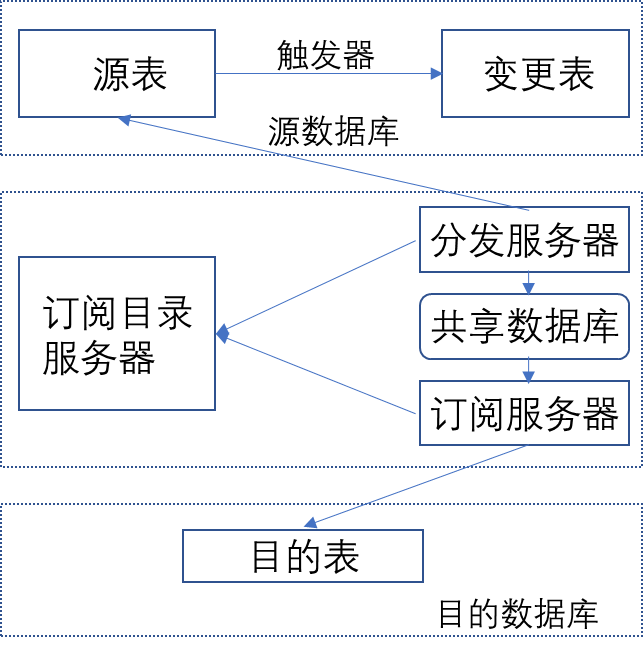 源表
触发器
变更表
源数据库
分发服务器
订阅目录
服务器
共享数据库
订阅服务器
目的表
目的数据库